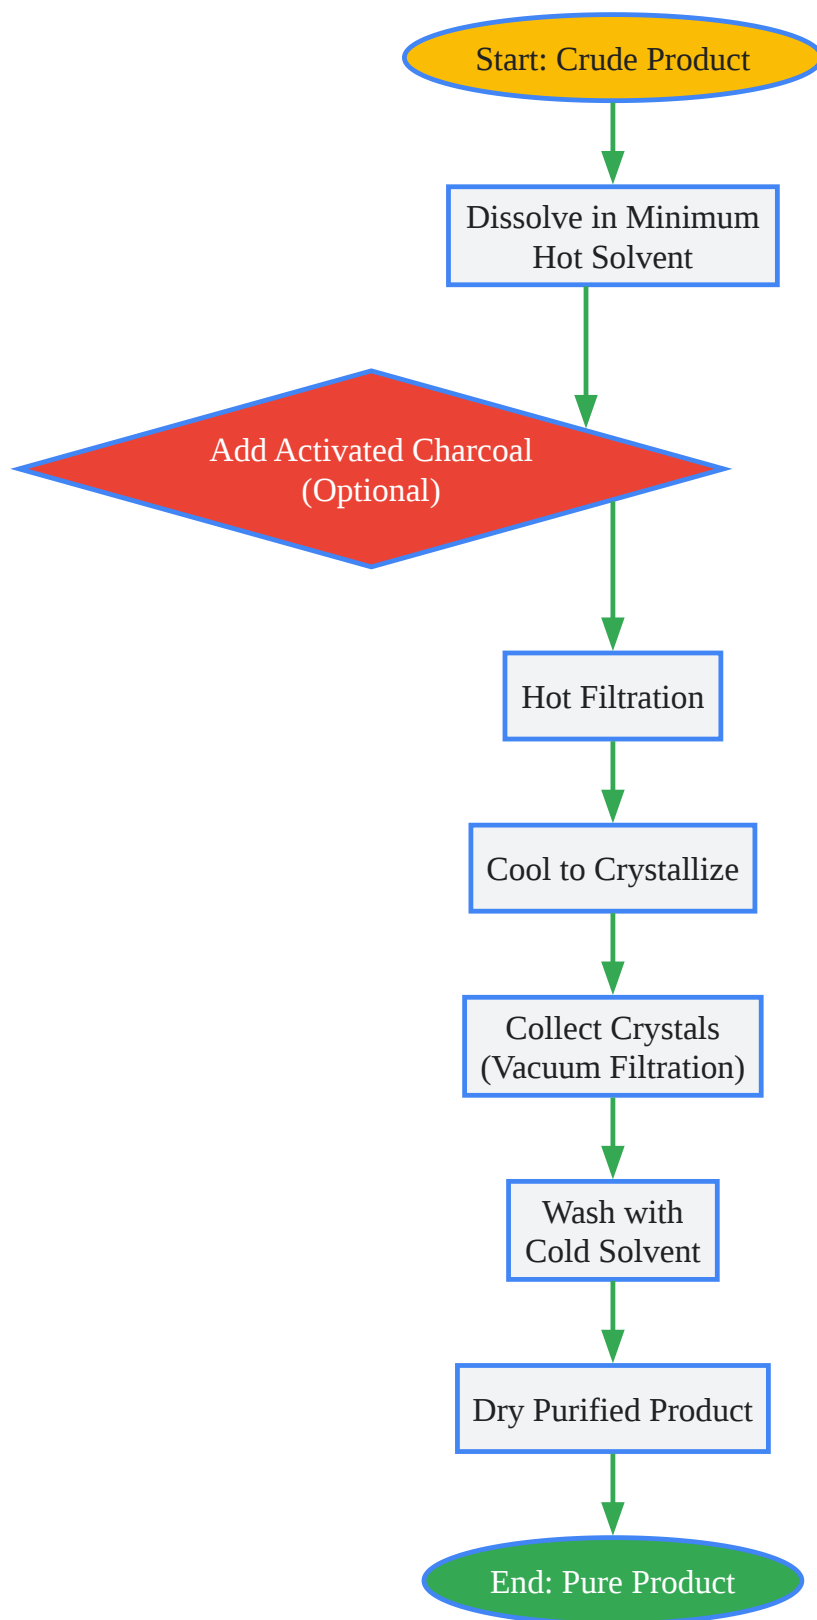 Start: Crude Product
Dissolve in Minimum
Hot Solvent
Add Activated Charcoal
(Optional)
Hot Filtration
Cool to Crystallize
Collect Crystals
(Vacuum Filtration)
Wash with
Cold Solvent
Dry Purified Product
End: Pure Product